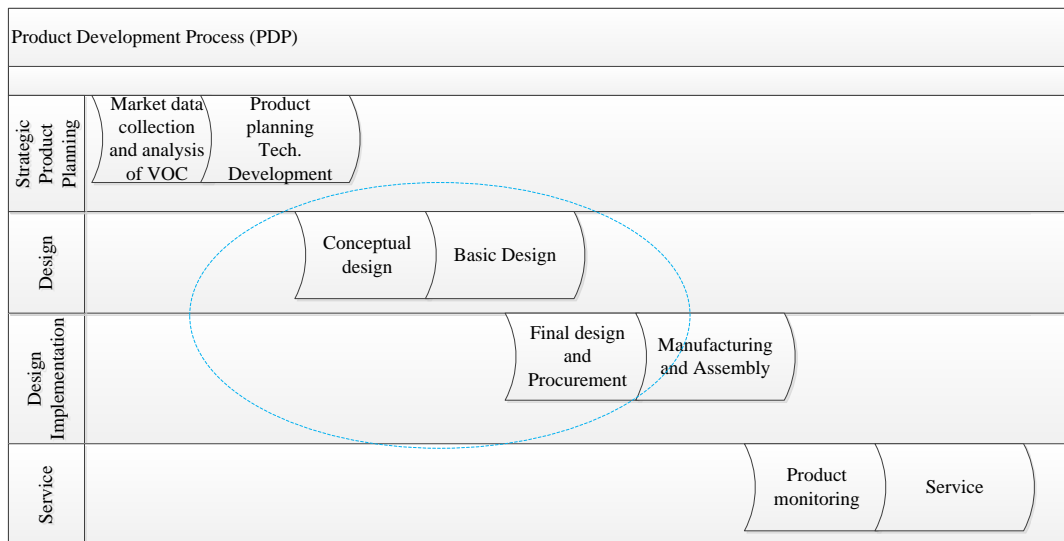 Product Development Process (PDP)
Strategic
Product
Planning
Market data
collection
and analysis
of VOC
Product
planning
Tech.
Development
Design
Conceptual
design
Basic Design
Design
Implementation
Final design
and
Procurement
Manufacturing
and Assembly
Service
Product
monitoring
Service